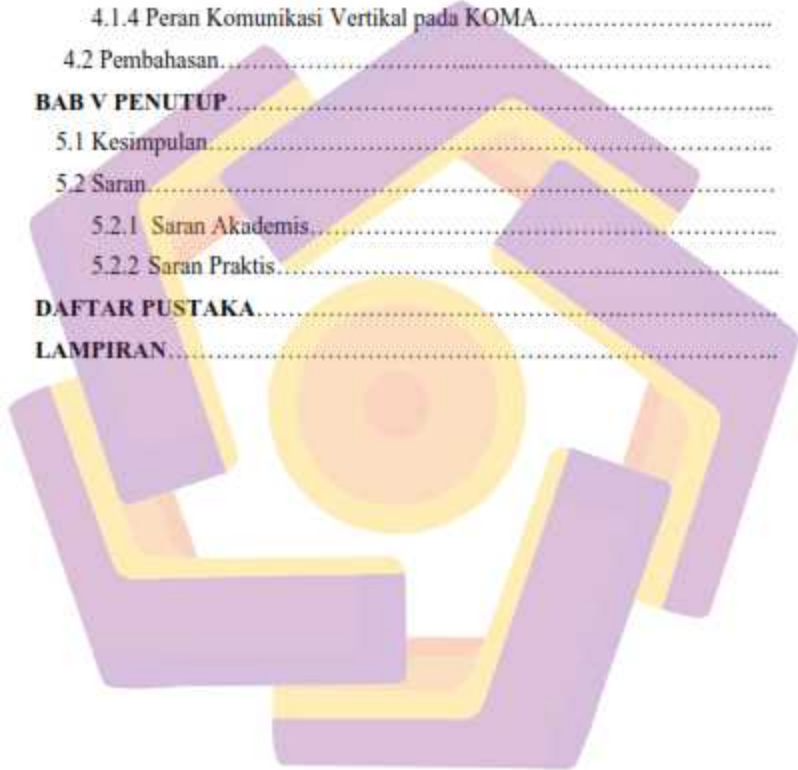 4.1.4 Peran Komunikasi Vertikal pada KOMA…………………………...
4.2 Pembahasan…………………………...……………………………….
BAB V PENUTUP…………………………………………………………...
5.1 Kesimpulan…………………………………………………………..
5.2 Saran…………………………………………………………………
5.2.1 Saran Akademis………………………………………………..
5.2.2 Saran Praktis…………………………………………………...
DAFTAR PUSTAKA………………………………………………………..
LAMPIRAN…………………………………………………………………..